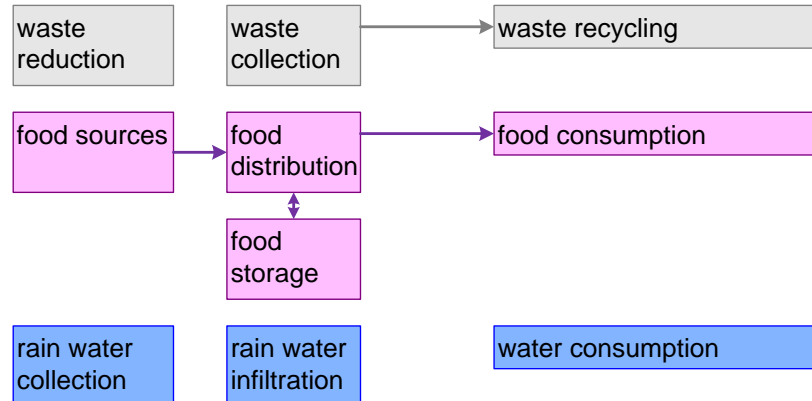 waste
reduction
waste
collection
waste recycling
food sources
food
distribution
food consumption
food
storage
rain water
collection
rain water
infiltration
water consumption